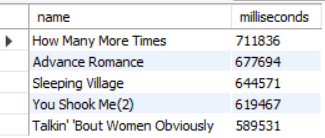 name milliseconds
How Many More Times 711836
Advance Romance 677694
Sleeping Village 644571
You Shook Me(2) 619467
Talkin' 'Bout Women Obviously 589531